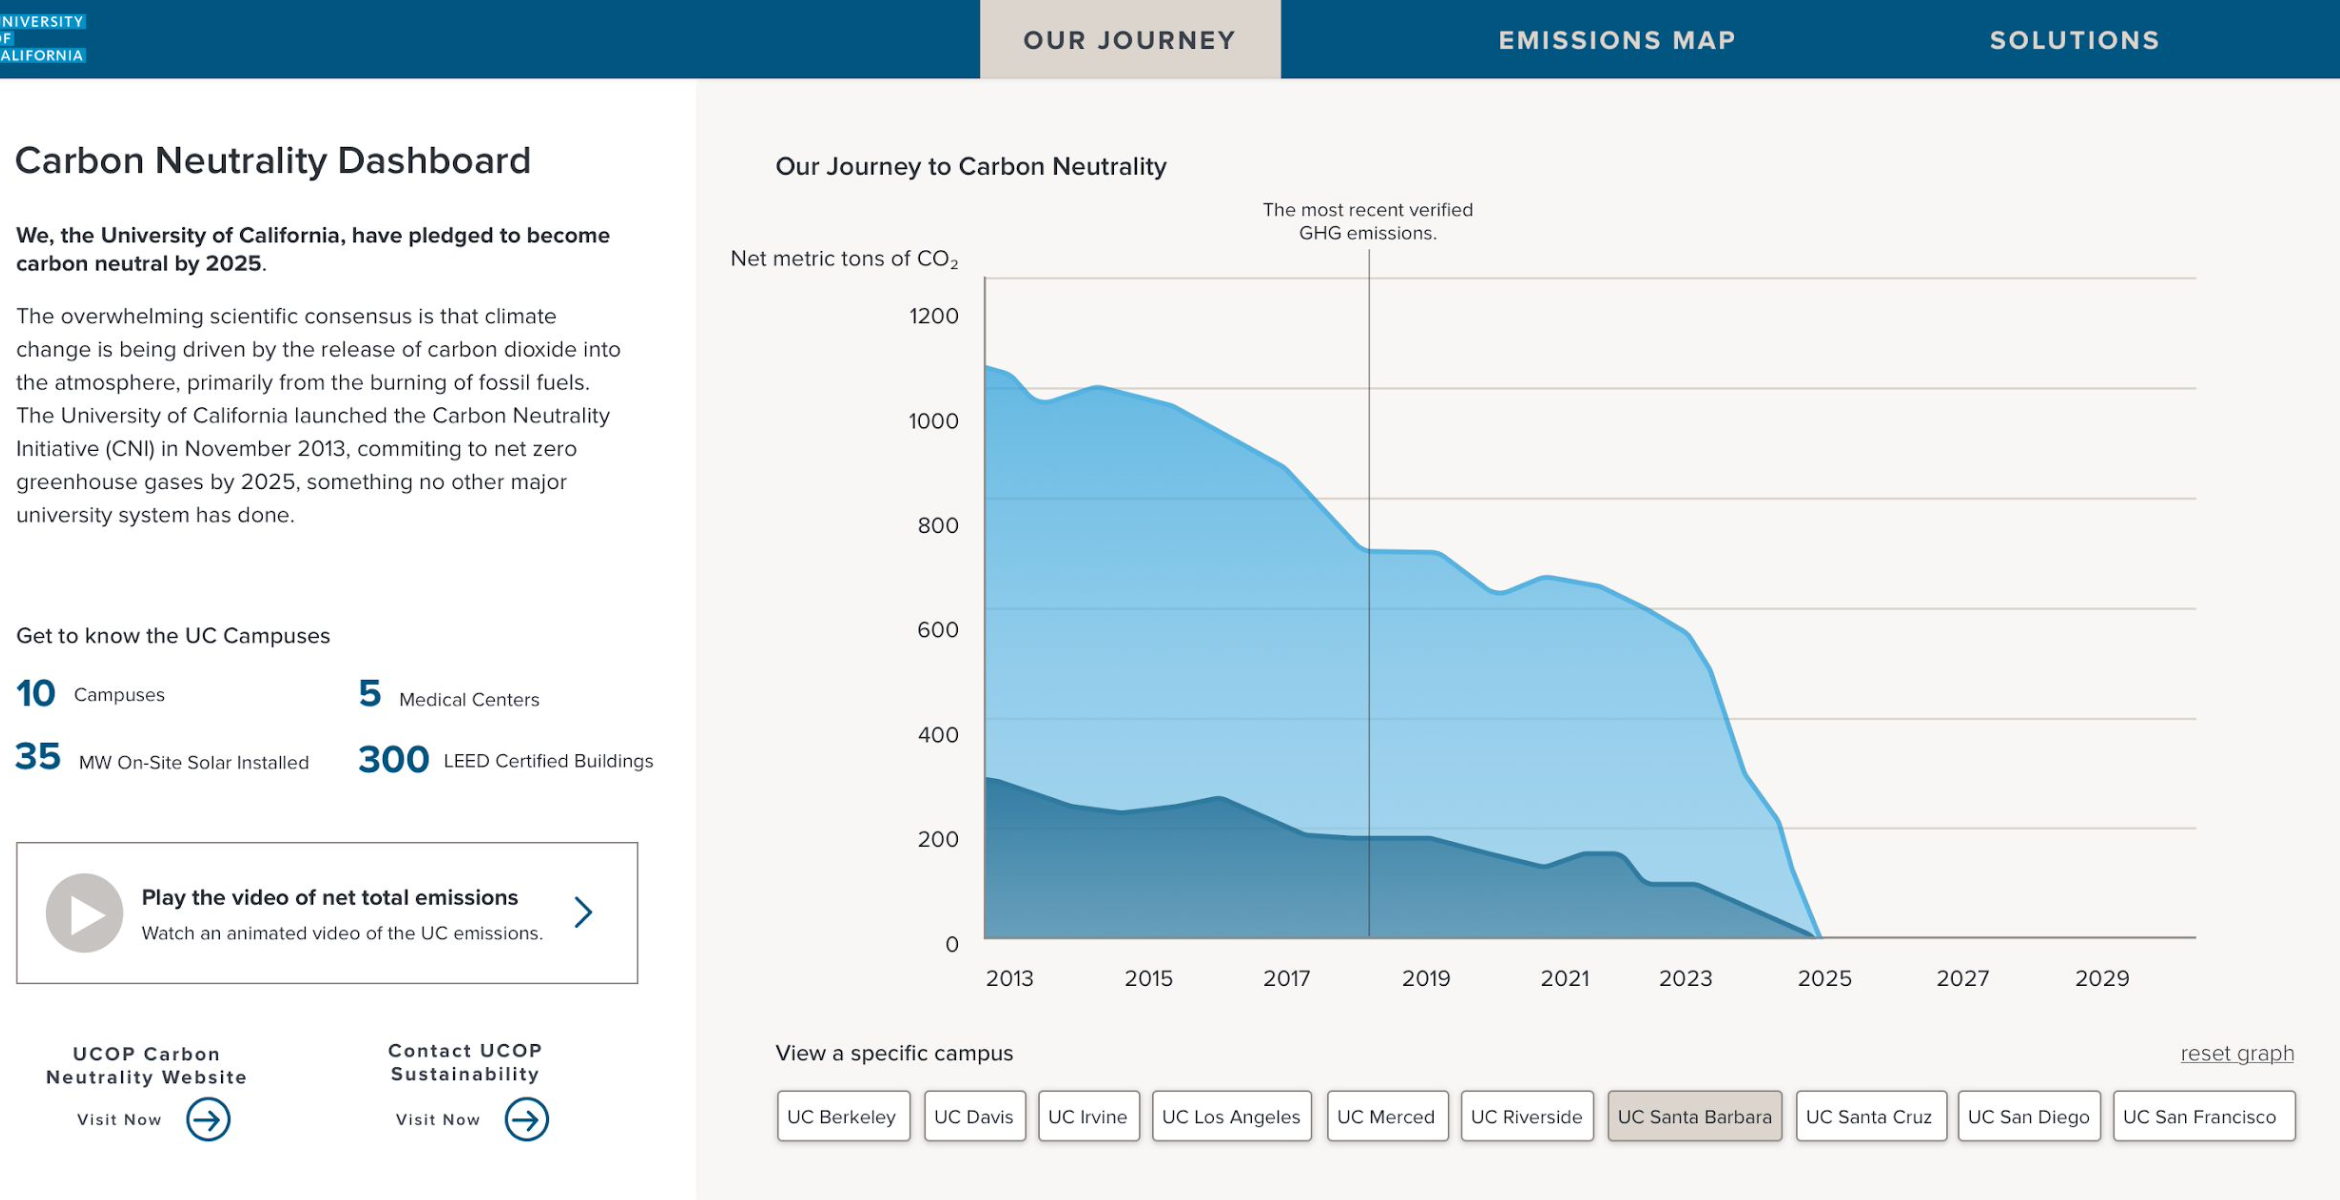 NIVERSITY
OF
ALIFORNIA
OUR JOURNEY
EMISSIONS MAP
SOLUTIONS
Carbon Neutrality Dashboard
We, the University of California, have pledged to become
carbon neutral by 2025.
The overwhelming scientific consensus is that climate
change is being driven by the release of carbon dioxide into
the atmosphere, primarily from the burning of fossil fuels.
The University of California launched the Carbon Neutrality
Initiative (CNI) in November 2013, commiting to net zero
greenhouse gases by 2025, something no other major
university system has done.
Get to know the UC Campuses
10 Campuses
5 Medical Centers
35 MW On-Site Solar Installed
300 LEED Certified Buildings
Play the video of net total emissions
Watch an animated video of the UC emissions.
UCOP Carbon
Neutrality Website
Visit Now
Contact UCOP
Sustainability
Visit Now
Our Journey to Carbon Neutrality
The most recent verified
GHG emissions.
Net metric tons of CO₂
1200
1000
800
600
400
200
0
2013 2015 2017 2019 2021 2023 2025 2027 2029
View a specific campus
reset graph
UC Berkeley
UC Davis
UC Irvine
UC Los Angeles
UC Merced
UC Riverside
UC Santa Barbara
UC Santa Cruz
UC San Diego
UC San Francisco